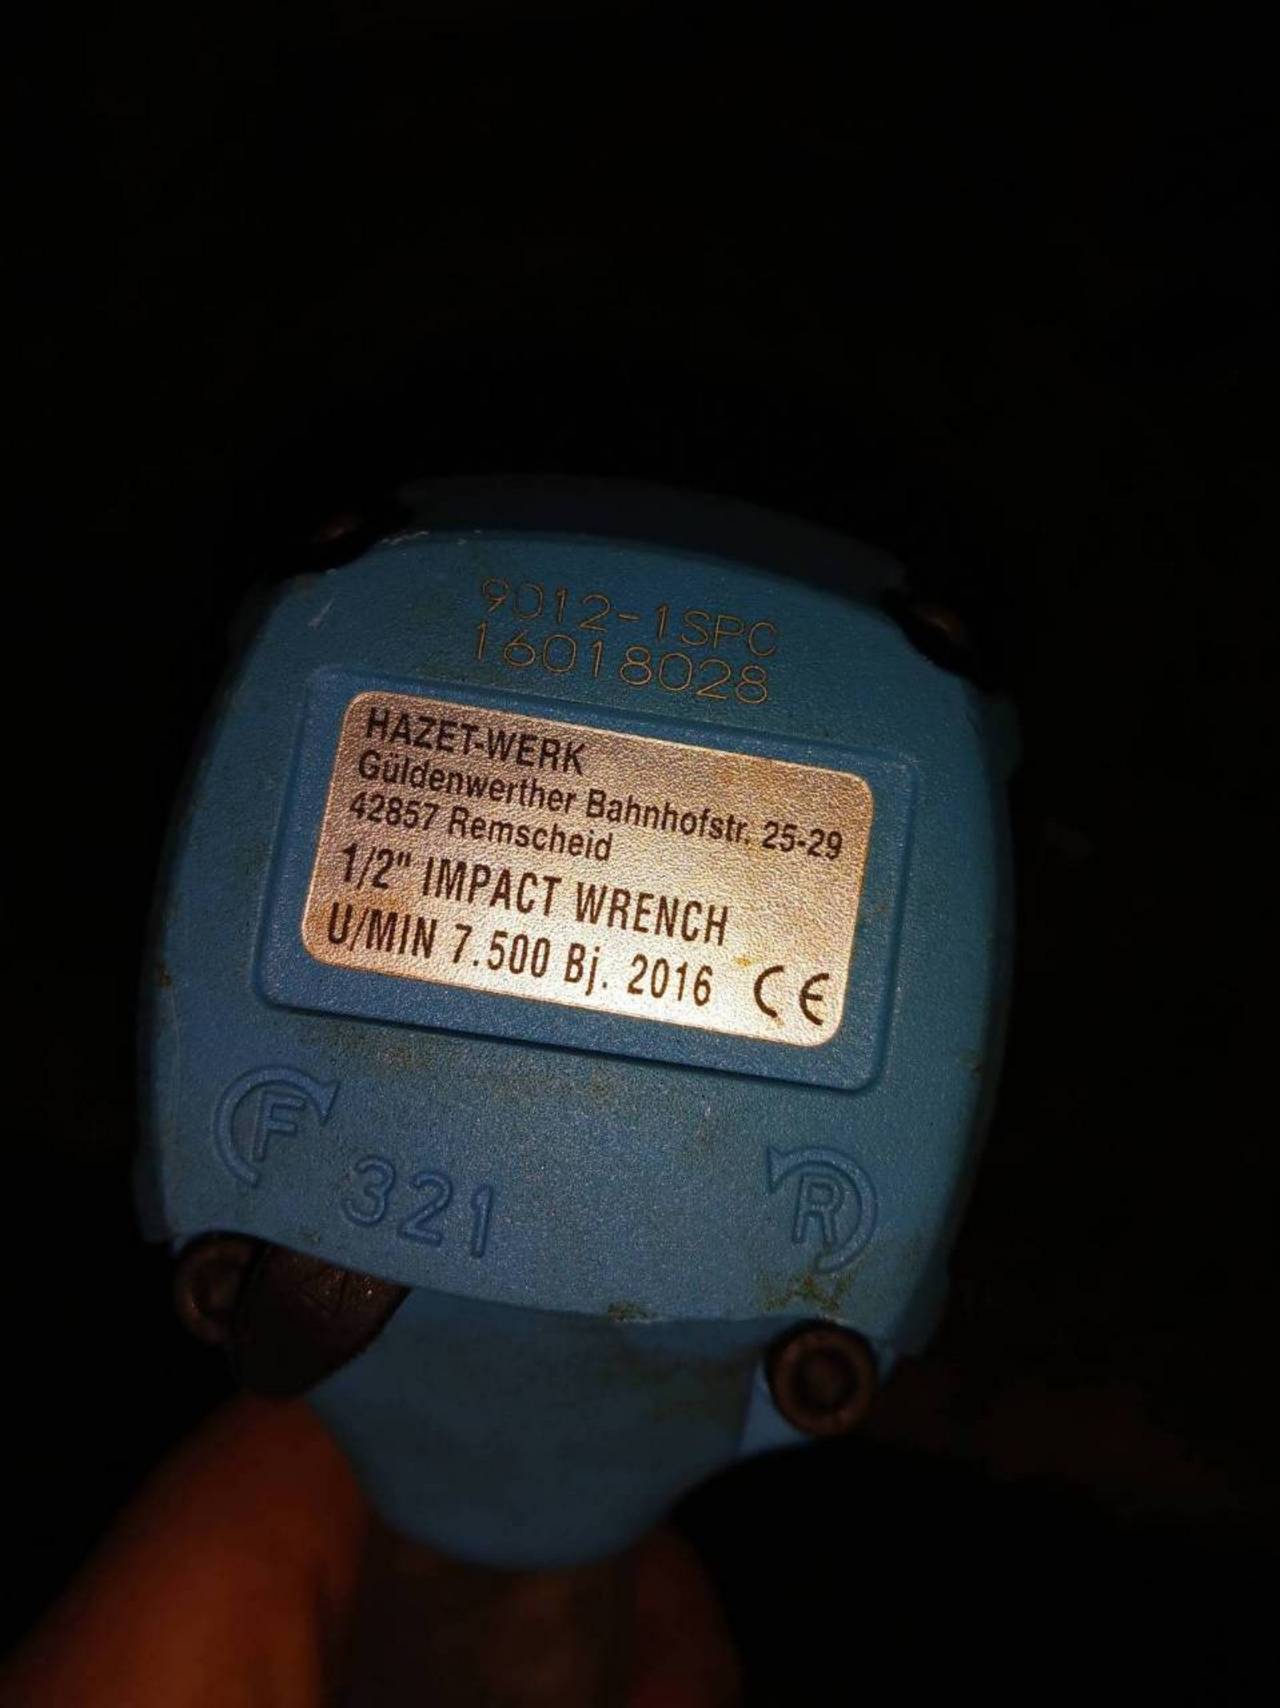 9012-1SPC
16018028
HAZET-WERK
Güldenwerther Bahnhofstr. 25-29
42857 Remscheid
1/2" IMPACT WRENCH
U/MIN 7.500 Bj. 2016 CE
F
321
R